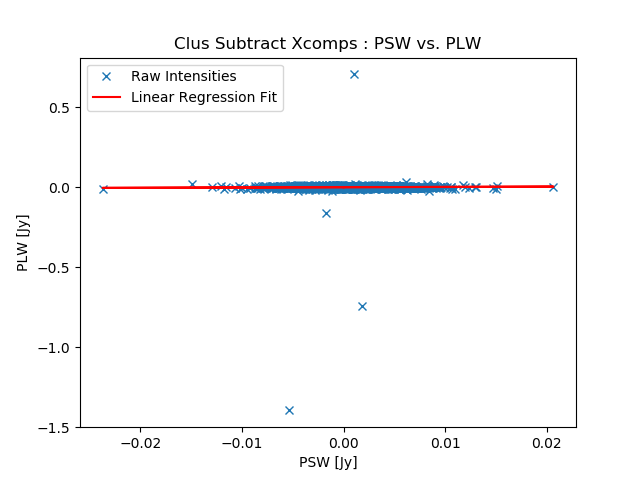 Clus Subtract Xcomps : PSW vs. PLW
Raw Intensities
Linear Regression Fit
0.5
0.0
−0.5
−1.0
−1.5
PLW [Jy]
−0.02
−0.01
0.00
0.01
0.02
PSW [Jy]